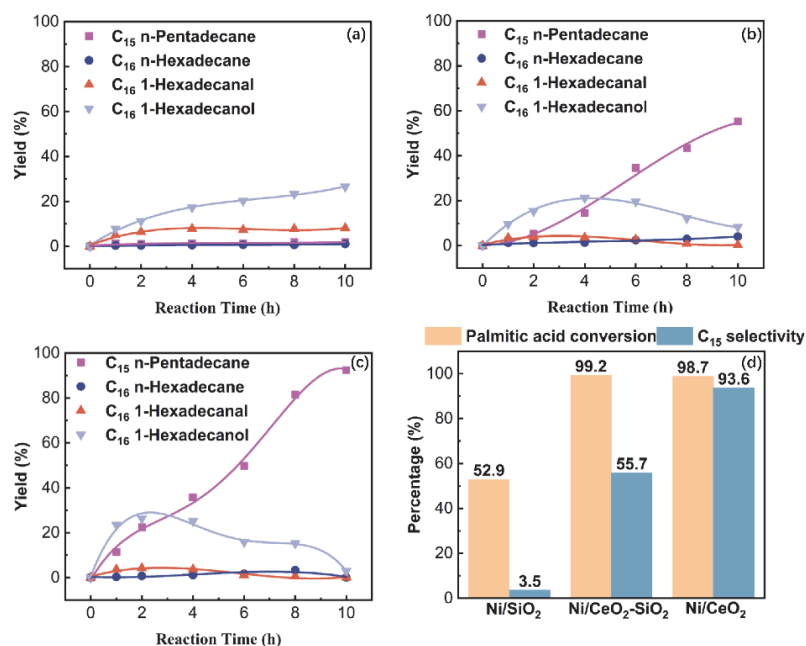 100
(a)
C₁₅ n-Pentadecane
C₁₆ n-Hexadecane
C₁₆ 1-Hexadecanal
C₁₆ 1-Hexadecanol
80
60
40
20
0
Yield (%)
0 2 4 6 8 10
Reaction Time (h)
100
(b)
C₁₅ n-Pentadecane
C₁₆ n-Hexadecane
C₁₆ 1-Hexadecanal
C₁₆ 1-Hexadecanol
80
60
40
20
0
Yield (%)
0 2 4 6 8 10
Reaction Time (h)
100
(c)
C₁₅ n-Pentadecane
C₁₆ n-Hexadecane
C₁₆ 1-Hexadecanal
C₁₆ 1-Hexadecanol
80
60
40
20
0
Yield (%)
0 2 4 6 8 10
Reaction Time (h)
Palmitic acid conversion C₁₅ selectivity
(d)
100
80
60
40
20
0
Percentage (%)
52.9
3.5
99.2
55.7
98.7
93.6
Ni/SiO₂ Ni/CeO₂-SiO₂ Ni/CeO₂